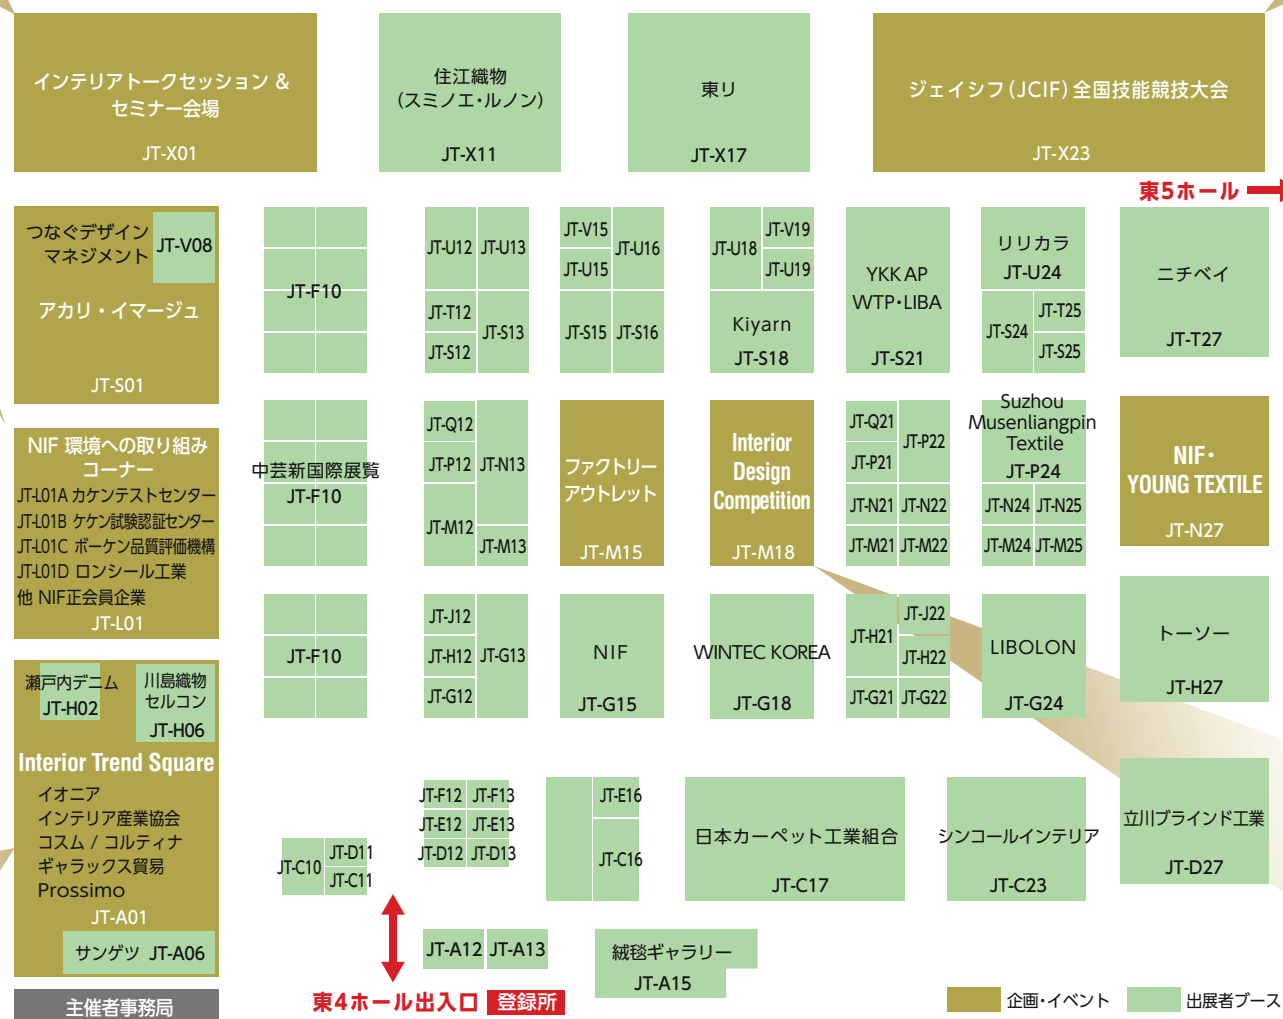 インテリアトークセッション &
セミナー会場
JT-X01
住江織物
（スミノエ・ルノン）
JT-X11
東リ
JT-X17
ジェイシフ（JCIF）全国技能競技大会
JT-X23
東5ホール
つなぐデザイン
マネジメント
JT-V08
アカリ・イマージュ
JT-S01
JT-F10
JT-U12 JT-U13
JT-T12
JT-S13
JT-S12
JT-V15
JT-U16
JT-U15
JT-S15 JT-S16
JT-V19
JT-U18
JT-U19
Kiyarn
JT-S18
YKK AP
WTP・LIBA
JT-S21
リリカラ
JT-U24
JT-T25
JT-S24
JT-S25
ニチベイ
JT-T27
NIF 環境への取り組み
コーナー
JT-L01A カケンテストセンター
JT-L01B ケケン試験認証センター
JT-L01C ボーケン品質評価機構
JT-L01D ロンシール工業
他 NIF正会員企業
JT-L01
中芸新国際展覧
JT-F10
JT-Q12
JT-P12 JT-N13
JT-M12
JT-M13
ファクトリー
アウトレット
JT-M15
Interior
Design
Competition
JT-M18
JT-Q21
JT-P22
JT-P21
JT-N21 JT-N22
JT-M21 JT-M22
Suzhou
Musenliangpin
Textile
JT-P24
JT-N24 JT-N25
JT-M24 JT-M25
NIF・
YOUNG TEXTILE
JT-N27
JT-F10
JT-J12
JT-H12 JT-G13
JT-G12
NIF
JT-G15
WINTEC KOREA
JT-G18
JT-J22
JT-H21
JT-H22
JT-G21 JT-G22
LIBOLON
JT-G24
トーソー
JT-H27
瀬戸内デニム
JT-H02
川島織物
セルコン
JT-H06
Interior Trend Square
イオニア
インテリア産業協会
コスム / コルティナ
ギャラックス貿易
Prossimo
JT-A01
サンゲツ JT-A06
主催者事務局
JT-D11
JT-C10
JT-C11
JT-F12 JT-F13
JT-E12 JT-E13
JT-D12 JT-D13
JT-E16
JT-C16
日本カーペット工業組合
JT-C17
シンコールインテリア
JT-C23
立川ブラインド工業
JT-D27
JT-A12 JT-A13
絨毯ギャラリー
JT-A15
東4ホール出入口 登録所
企画・イベント
出展者ブース